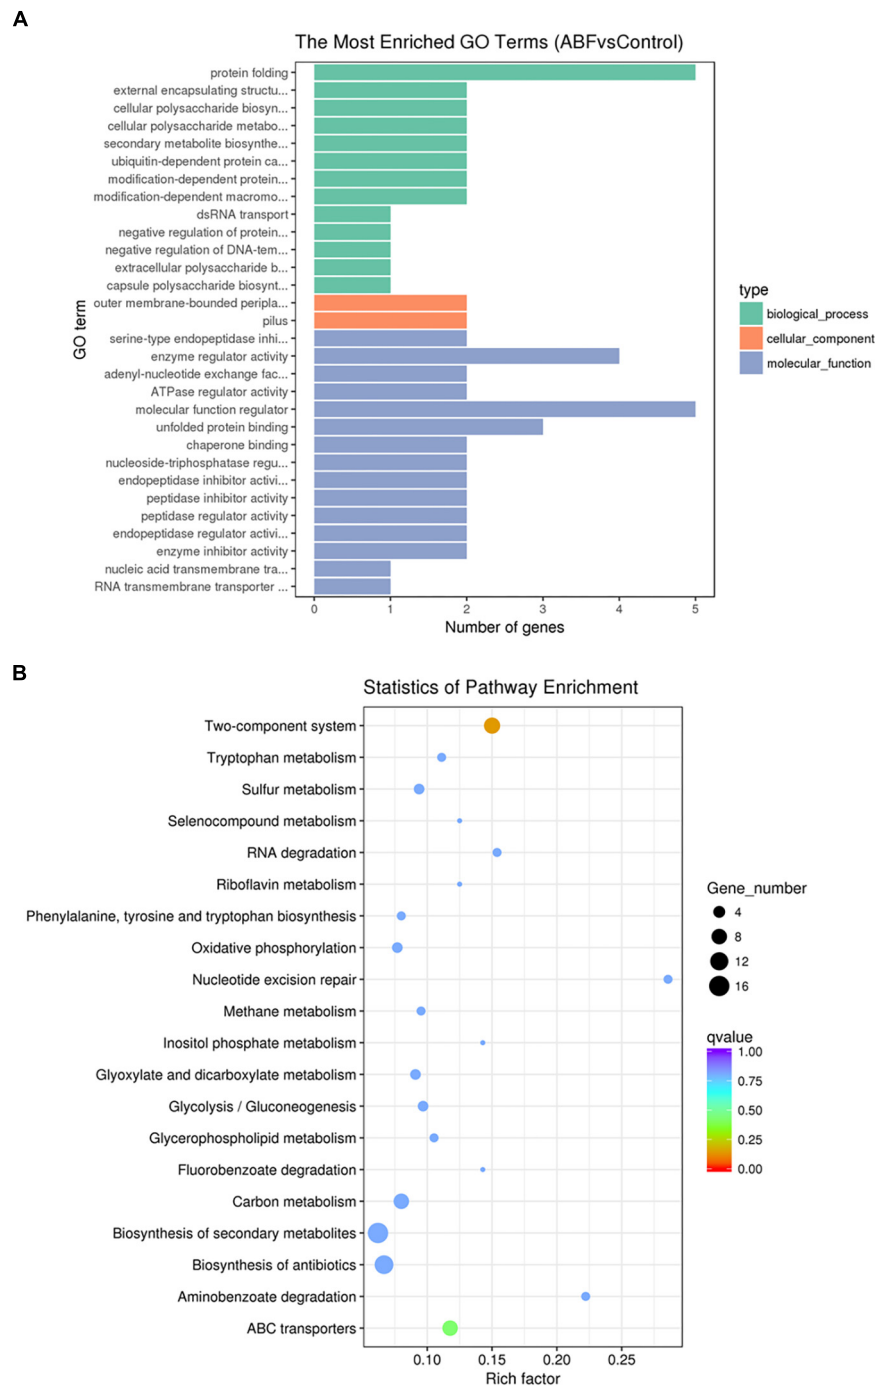 A
The Most Enriched GO Terms (ABFvsControl)
protein folding
external encapsulating structu...
cellular polysaccharide biosyn...
cellular polysaccharide metabo...
secondary metabolite biosynthe...
ubiquitin-dependent protein ca...
modification-dependent protein...
modification-dependent macromo...
dsRNA transport
negative regulation of protein...
negative regulation of DNA-tem...
extracellular polysaccharide b...
capsule polysaccharide biosynt...
outer membrane-bounded peripla...
pilus
serine-type endopeptidase inhi...
enzyme regulator activity
adenyl-nucleotide exchange fac...
ATPase regulator activity
molecular function regulator
unfolded protein binding
chaperone binding
nucleoside-triphosphatase regu...
endopeptidase inhibitor activi...
peptidase inhibitor activity
peptidase regulator activity
endopeptidase regulator activi...
enzyme inhibitor activity
nucleic acid transmembrane tra...
RNA transmembrane transporter ...
GO term
0 1 2 3 4 5
Number of genes
type
biological_process
cellular_component
molecular_function
B
Statistics of Pathway Enrichment
Two-component system
Tryptophan metabolism
Sulfur metabolism
Selenocompound metabolism
RNA degradation
Riboflavin metabolism
Phenylalanine, tyrosine and tryptophan biosynthesis
Oxidative phosphorylation
Nucleotide excision repair
Methane metabolism
Inositol phosphate metabolism
Glyoxylate and dicarboxylate metabolism
Glycolysis / Gluconeogenesis
Glycerophospholipid metabolism
Fluorobenzoate degradation
Carbon metabolism
Biosynthesis of secondary metabolites
Biosynthesis of antibiotics
Aminobenzoate degradation
ABC transporters
0.10 0.15 0.20 0.25
Rich factor
Gene_number
4
8
12
16
qvalue
1.00
0.75
0.50
0.25
0.00